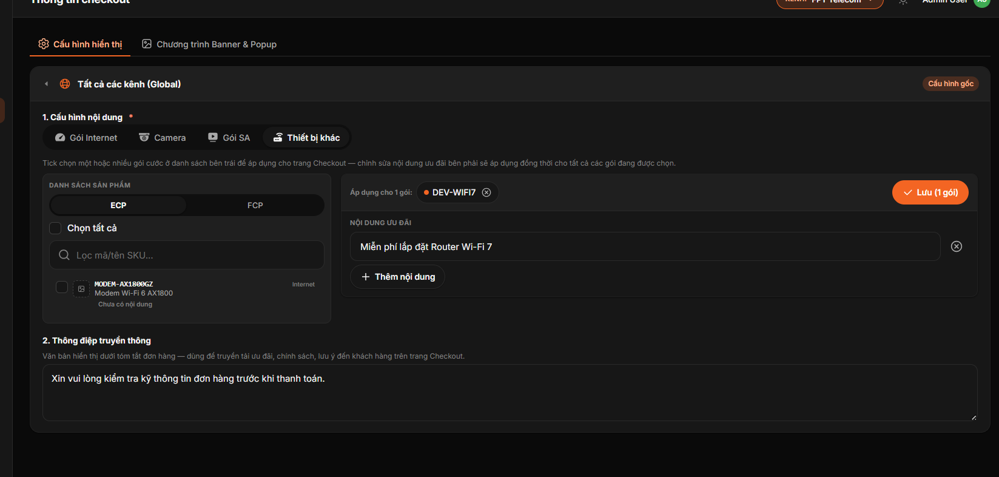 Thông tin checkout
KÊNH: FPT Telecom
Admin User
Cấu hình hiển thị
Chương trình Banner & Popup
Tất cả các kênh (Global)
Cấu hình gốc
1. Cấu hình nội dung *
Gói Internet
Camera
Gói SA
Thiết bị khác
Tick chọn một hoặc nhiều gói cước ở danh sách bên trái để áp dụng cho trang Checkout — chỉnh sửa nội dung ưu đãi bên phải sẽ áp dụng đồng thời cho tất cả các gói đang được chọn.
DANH SÁCH SẢN PHẨM
ECP
FCP
Chọn tất cả
Lọc mã/tên SKU...
MODEM-AX1800GZ
Internet
Modem Wi-Fi 6 AX1800
Chưa có nội dung
Áp dụng cho 1 gói:
DEV-WIFI7
Lưu (1 gói)
NỘI DUNG ƯU ĐÃI
Miễn phí lắp đặt Router Wi-Fi 7
Thêm nội dung
2. Thông điệp truyền thông
Văn bản hiển thị dưới tóm tắt đơn hàng — dùng để truyền tải ưu đãi, chính sách, lưu ý đến khách hàng trên trang Checkout.
Xin vui lòng kiểm tra kỹ thông tin đơn hàng trước khi thanh toán.